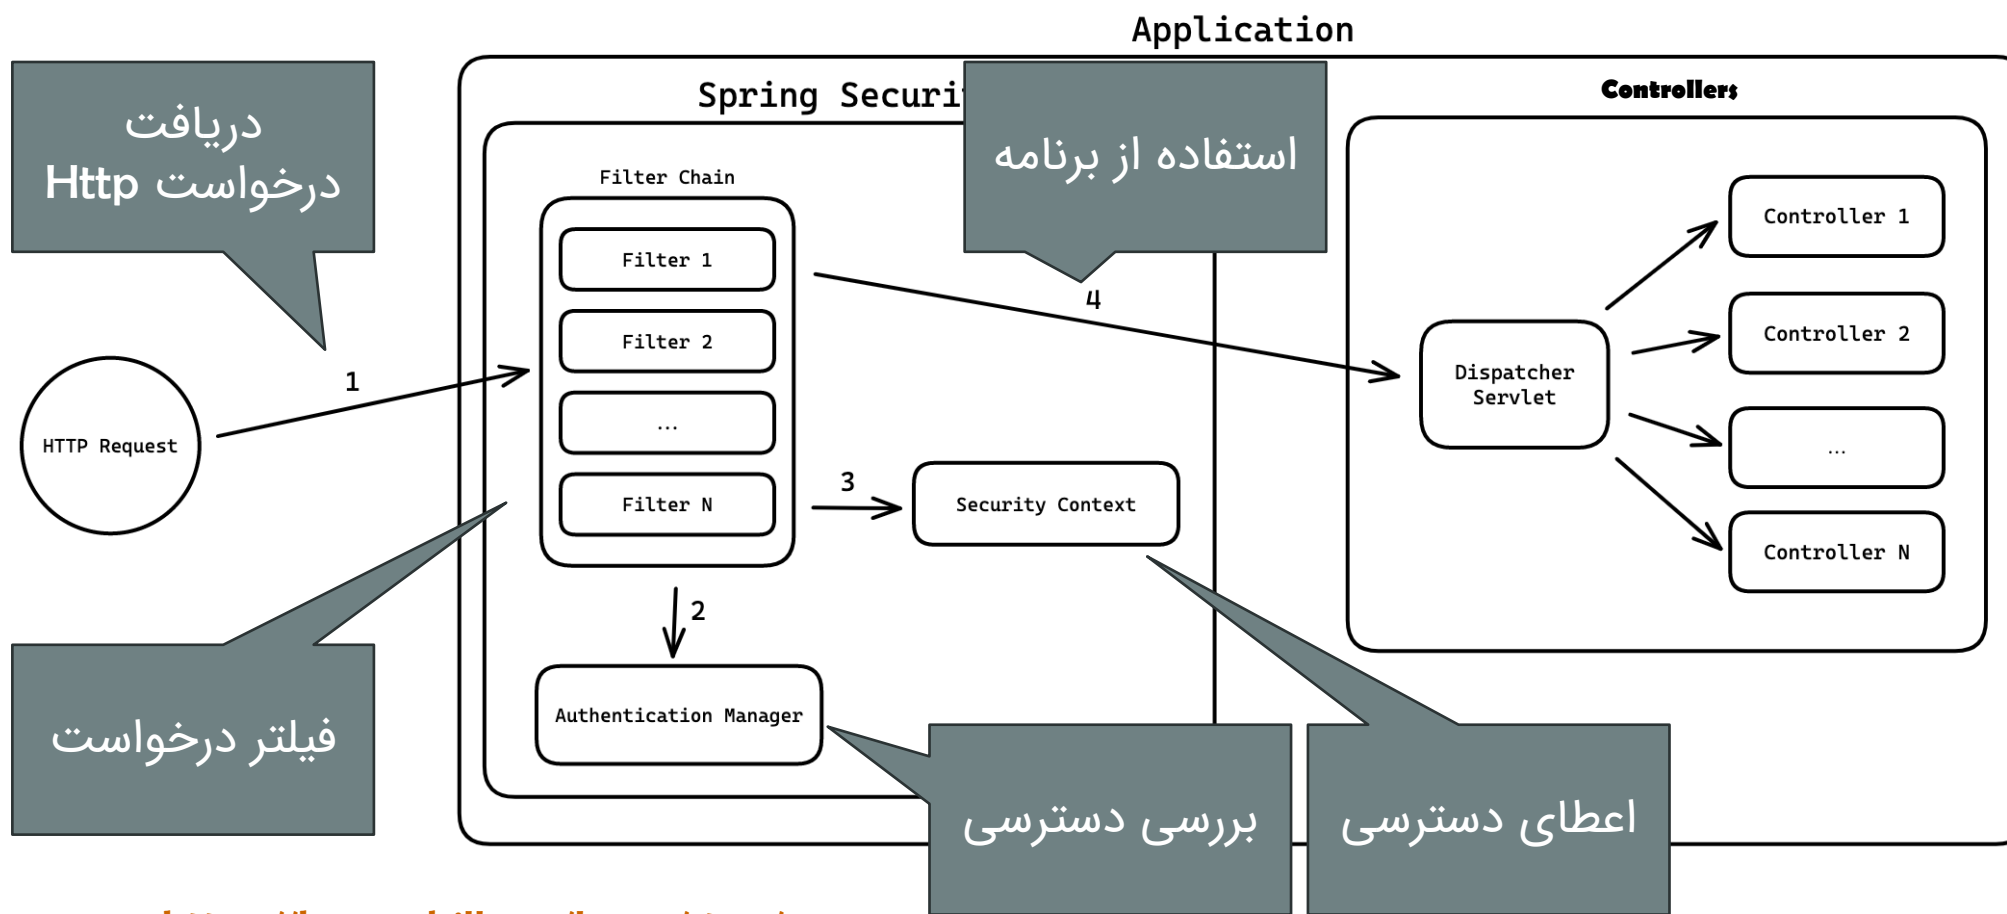 Application
Spring Securi
Controllers
دریافت
درخواست Http
استفاده از برنامه
Filter Chain
Filter 1
Filter 2
...
Filter N
HTTP Request
1
4
3
2
Security Context
Authentication Manager
Dispatcher
Servlet
Controller 1
Controller 2
...
Controller N
فیلتر درخواست
بررسی دسترسی
اعطای دسترسی